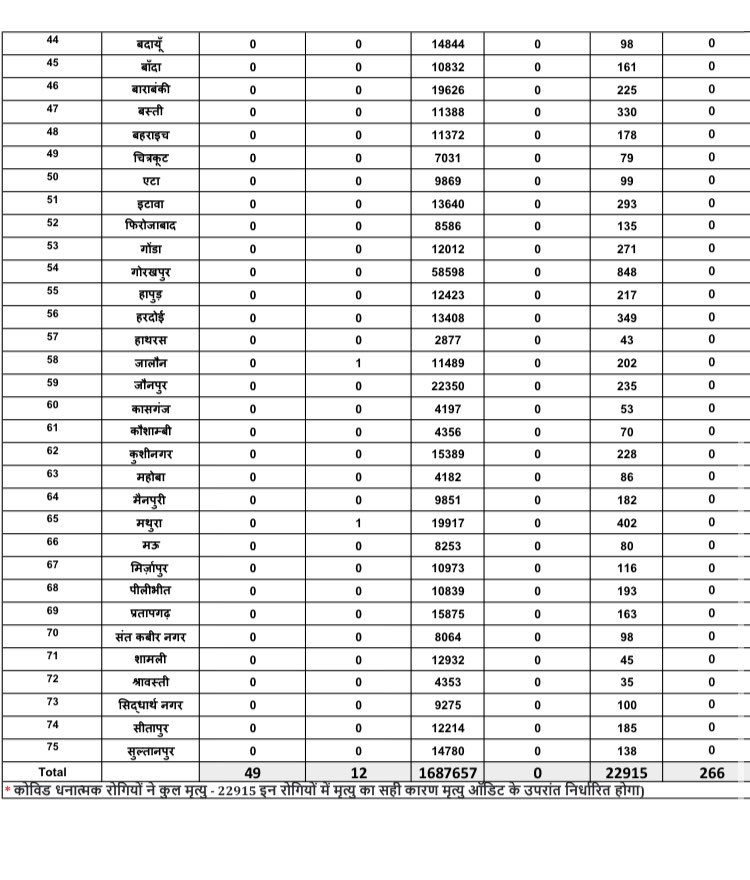 44 बदायूँ 0 0 14844 0 98 0
45 बाँदा 0 0 10832 0 161 0
46 बाराबंकी 0 0 19626 0 225 0
47 बस्ती 0 0 11388 0 330 0
48 बहराइच 0 0 11372 0 178 0
49 चित्रकूट 0 0 7031 0 79 0
50 एटा 0 0 9869 0 99 0
51 इटावा 0 0 13640 0 293 0
52 फिरोजाबाद 0 0 8586 0 135 0
53 गोंडा 0 0 12012 0 271 0
54 गोरखपुर 0 0 58598 0 848 0
55 हापुड़ 0 0 12423 0 217 0
56 हरदोई 0 0 13408 0 349 0
57 हाथरस 0 0 2877 0 43 0
58 जालौन 0 1 11489 0 202 0
59 जौनपुर 0 0 22350 0 235 0
60 कासगंज 0 0 4197 0 53 0
61 कौशाम्बी 0 0 4356 0 70 0
62 कुशीनगर 0 0 15389 0 228 0
63 महोबा 0 0 4182 0 86 0
64 मैनपुरी 0 0 9851 0 182 0
65 मथुरा 0 1 19917 0 402 0
66 मऊ 0 0 8253 0 80 0
67 मिर्ज़ापुर 0 0 10973 0 116 0
68 पीलीभीत 0 0 10839 0 193 0
69 प्रतापगढ़ 0 0 15875 0 163 0
70 संत कबीर नगर 0 0 8064 0 98 0
71 शामली 0 0 12932 0 45 0
72 श्रावस्ती 0 0 4353 0 35 0
73 सिद्धार्थ नगर 0 0 9275 0 100 0
74 सीतापुर 0 0 12214 0 185 0
75 सुल्तानपुर 0 0 14780 0 138 0
Total 49 12 1687657 0 22915 266
* कोविड धनात्मक रोगियों ने कुल मृत्यु - 22915 इन रोगियों में मृत्यु का सही कारण मृत्यु ऑडिट के उपरांत निर्धारित होगा)